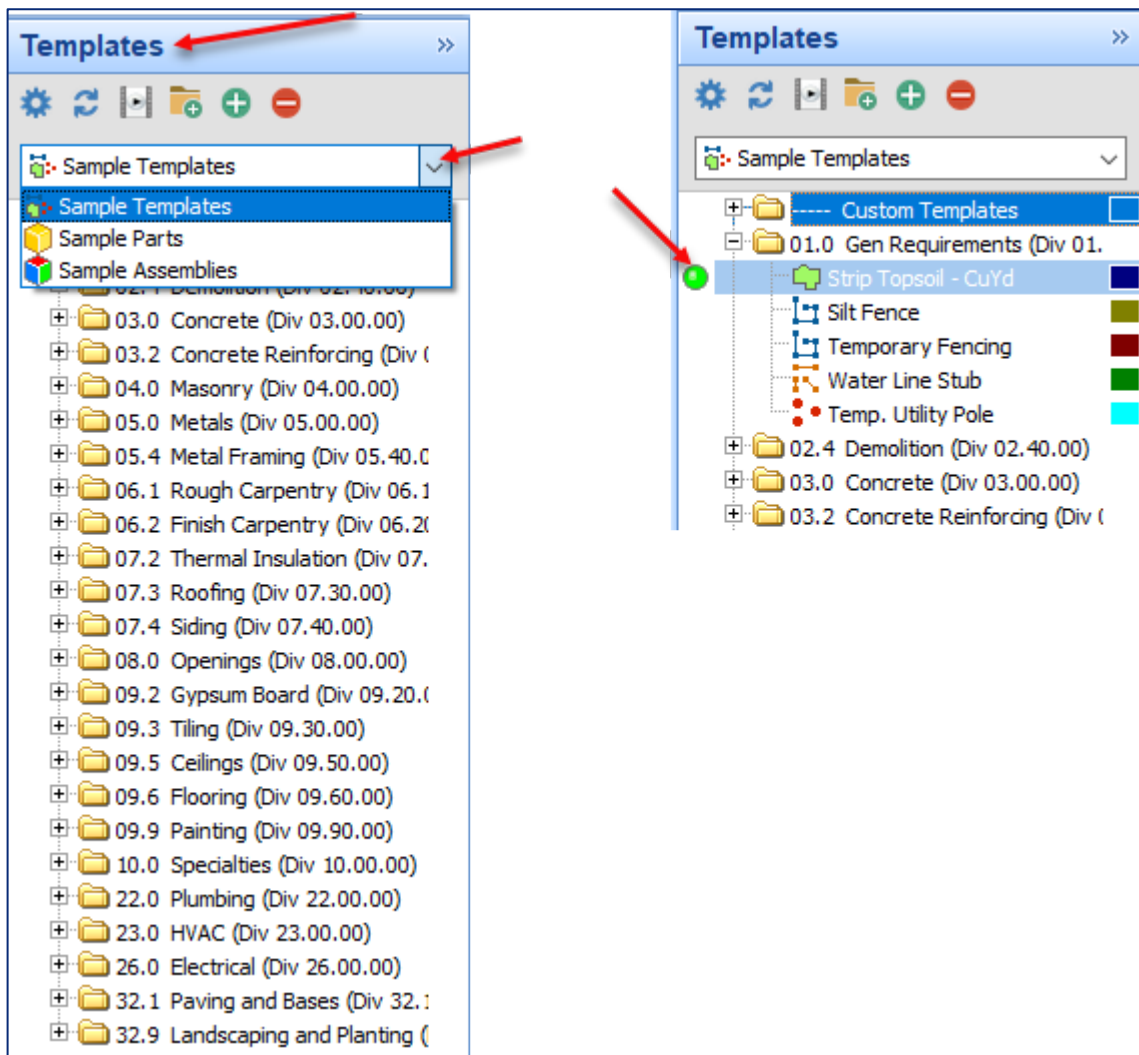 Templates
Sample Templates
Sample Templates
Sample Parts
Sample Assemblies
03.0 Concrete (Div 03.00.00)
03.2 Concrete Reinforcing (Div (
04.0 Masonry (Div 04.00.00)
05.0 Metals (Div 05.00.00)
05.4 Metal Framing (Div 05.40.0
06.1 Rough Carpentry (Div 06.1
06.2 Finish Carpentry (Div 06.20
07.2 Thermal Insulation (Div 07.
07.3 Roofing (Div 07.30.00)
07.4 Siding (Div 07.40.00)
08.0 Openings (Div 08.00.00)
09.2 Gypsum Board (Div 09.20.0
09.3 Tiling (Div 09.30.00)
09.5 Ceilings (Div 09.50.00)
09.6 Flooring (Div 09.60.00)
09.9 Painting (Div 09.90.00)
10.0 Specialties (Div 10.00.00)
22.0 Plumbing (Div 22.00.00)
23.0 HVAC (Div 23.00.00)
26.0 Electrical (Div 26.00.00)
32.1 Paving and Bases (Div 32.1
32.9 Landscaping and Planting (
Templates
Sample Templates
----- Custom Templates
01.0 Gen Requirements (Div 01.
Strip Topsoil - CuYd
Silt Fence
Temporary Fencing
Water Line Stub
Temp. Utility Pole
02.4 Demolition (Div 02.40.00)
03.0 Concrete (Div 03.00.00)
03.2 Concrete Reinforcing (Div (